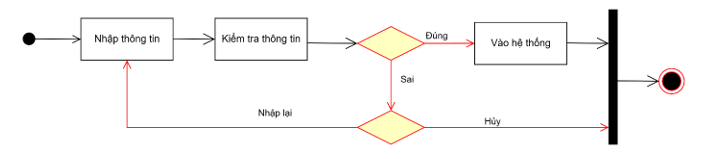 Nhập thông tin
Kiểm tra thông tin
Đúng
Vào hệ thống
Sai
Nhập lại
Hủy